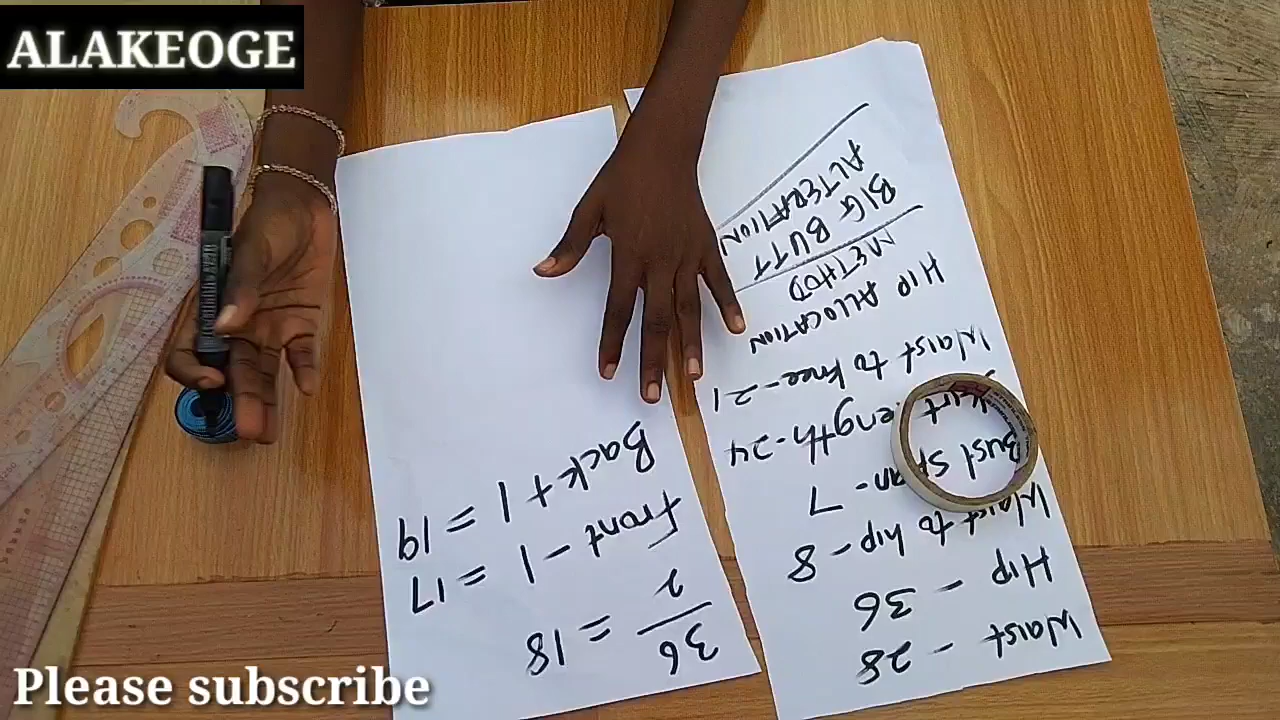 ALAKEOGE
Waist - 28
Hip - 36
Waist to hip - 8
Bust span - 7
Skirt length - 24
Waist to knee - 21
HIP ALLOCATION
METHOD
BIG BUTT
ALTERATION
36
2
= 18
Front - 1 = 17
Back + 1 = 19
Please subscribe